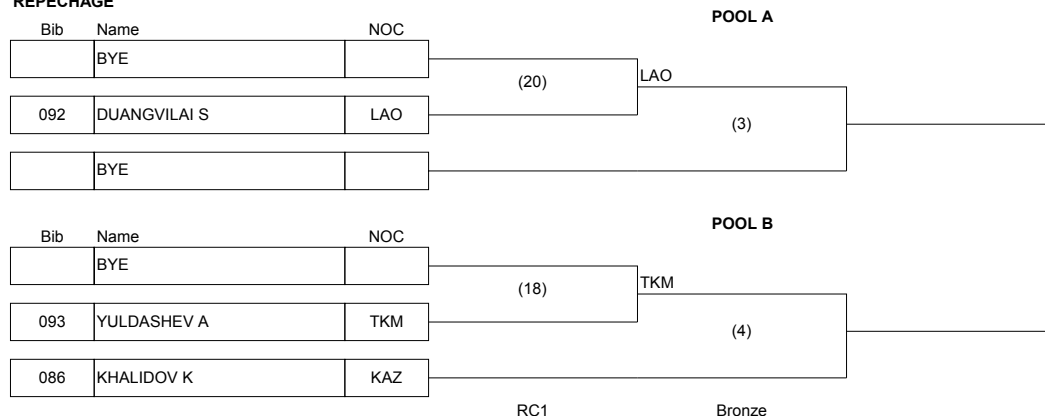 REPECHAGE
POOL A
Bib Name NOC
BYE
(20)
LAO
092 DUANGVILAI S LAO
(3)
BYE
POOL B
Bib Name NOC
BYE
(18)
TKM
093 YULDASHEV A TKM
(4)
086 KHALIDOV K KAZ
RC1 Bronze